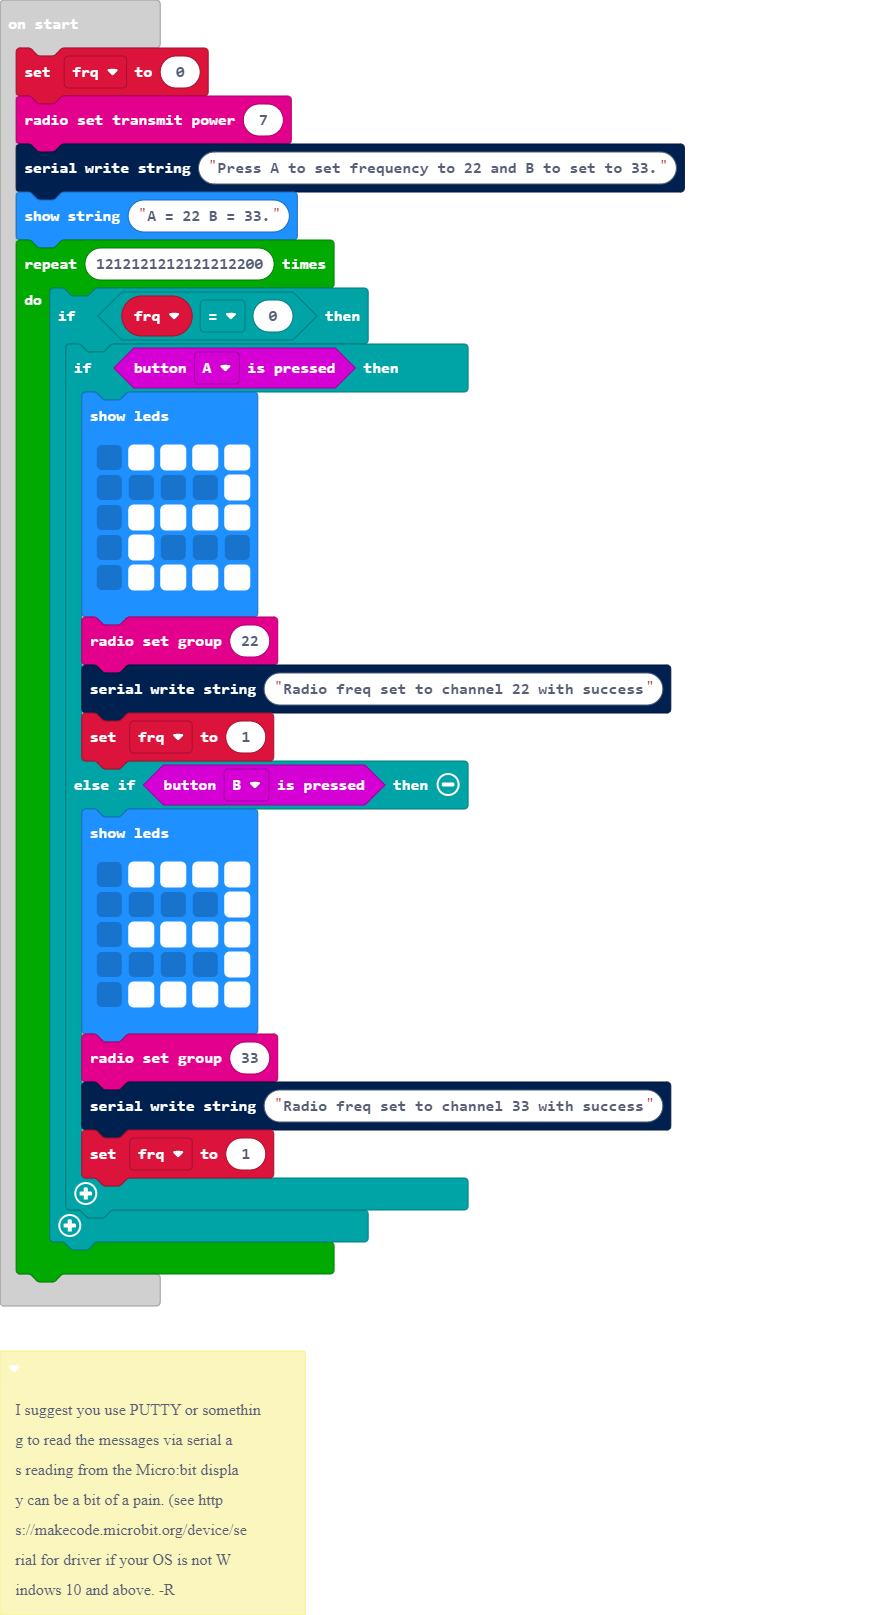 on start
set frq to 0
radio set transmit power 7
serial write string "Press A to set frequency to 22 and B to set to 33."
show string "A = 22 B = 33."
repeat 1212121212121212200 times
do
if frq = 0 then
if button A is pressed then
show leds
radio set group 22
serial write string "Radio freq set to channel 22 with success"
set frq to 1
else if button B is pressed then
show leds
radio set group 33
serial write string "Radio freq set to channel 33 with success"
set frq to 1
I suggest you use PUTTY or somethin
g to read the messages via serial a
s reading from the Micro:bit displa
y can be a bit of a pain. (see http
s://makecode.microbit.org/device/se
rial for driver if your OS is not W
indows 10 and above. -R